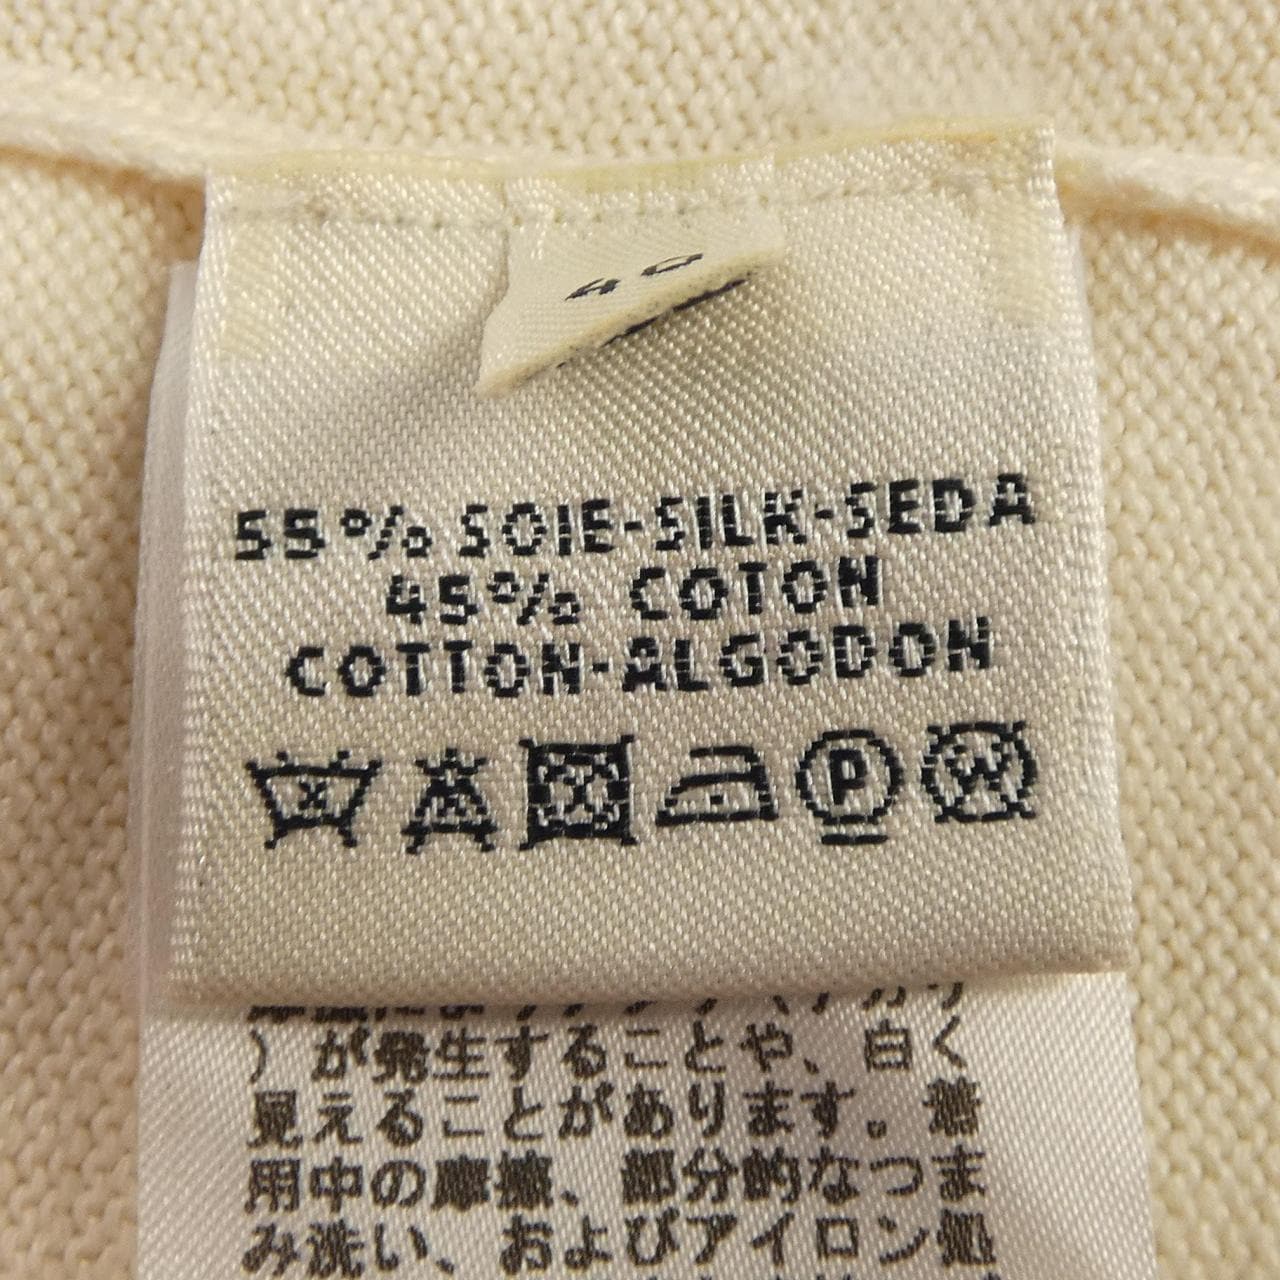 40
55% SOIE-SILK-SEDA
45% COTON
COTTON-ALGODON
P
W
)が発生することや、白く
見えることがあります。着
用中の摩擦、部分的なつま
み洗い、およびアイロン処